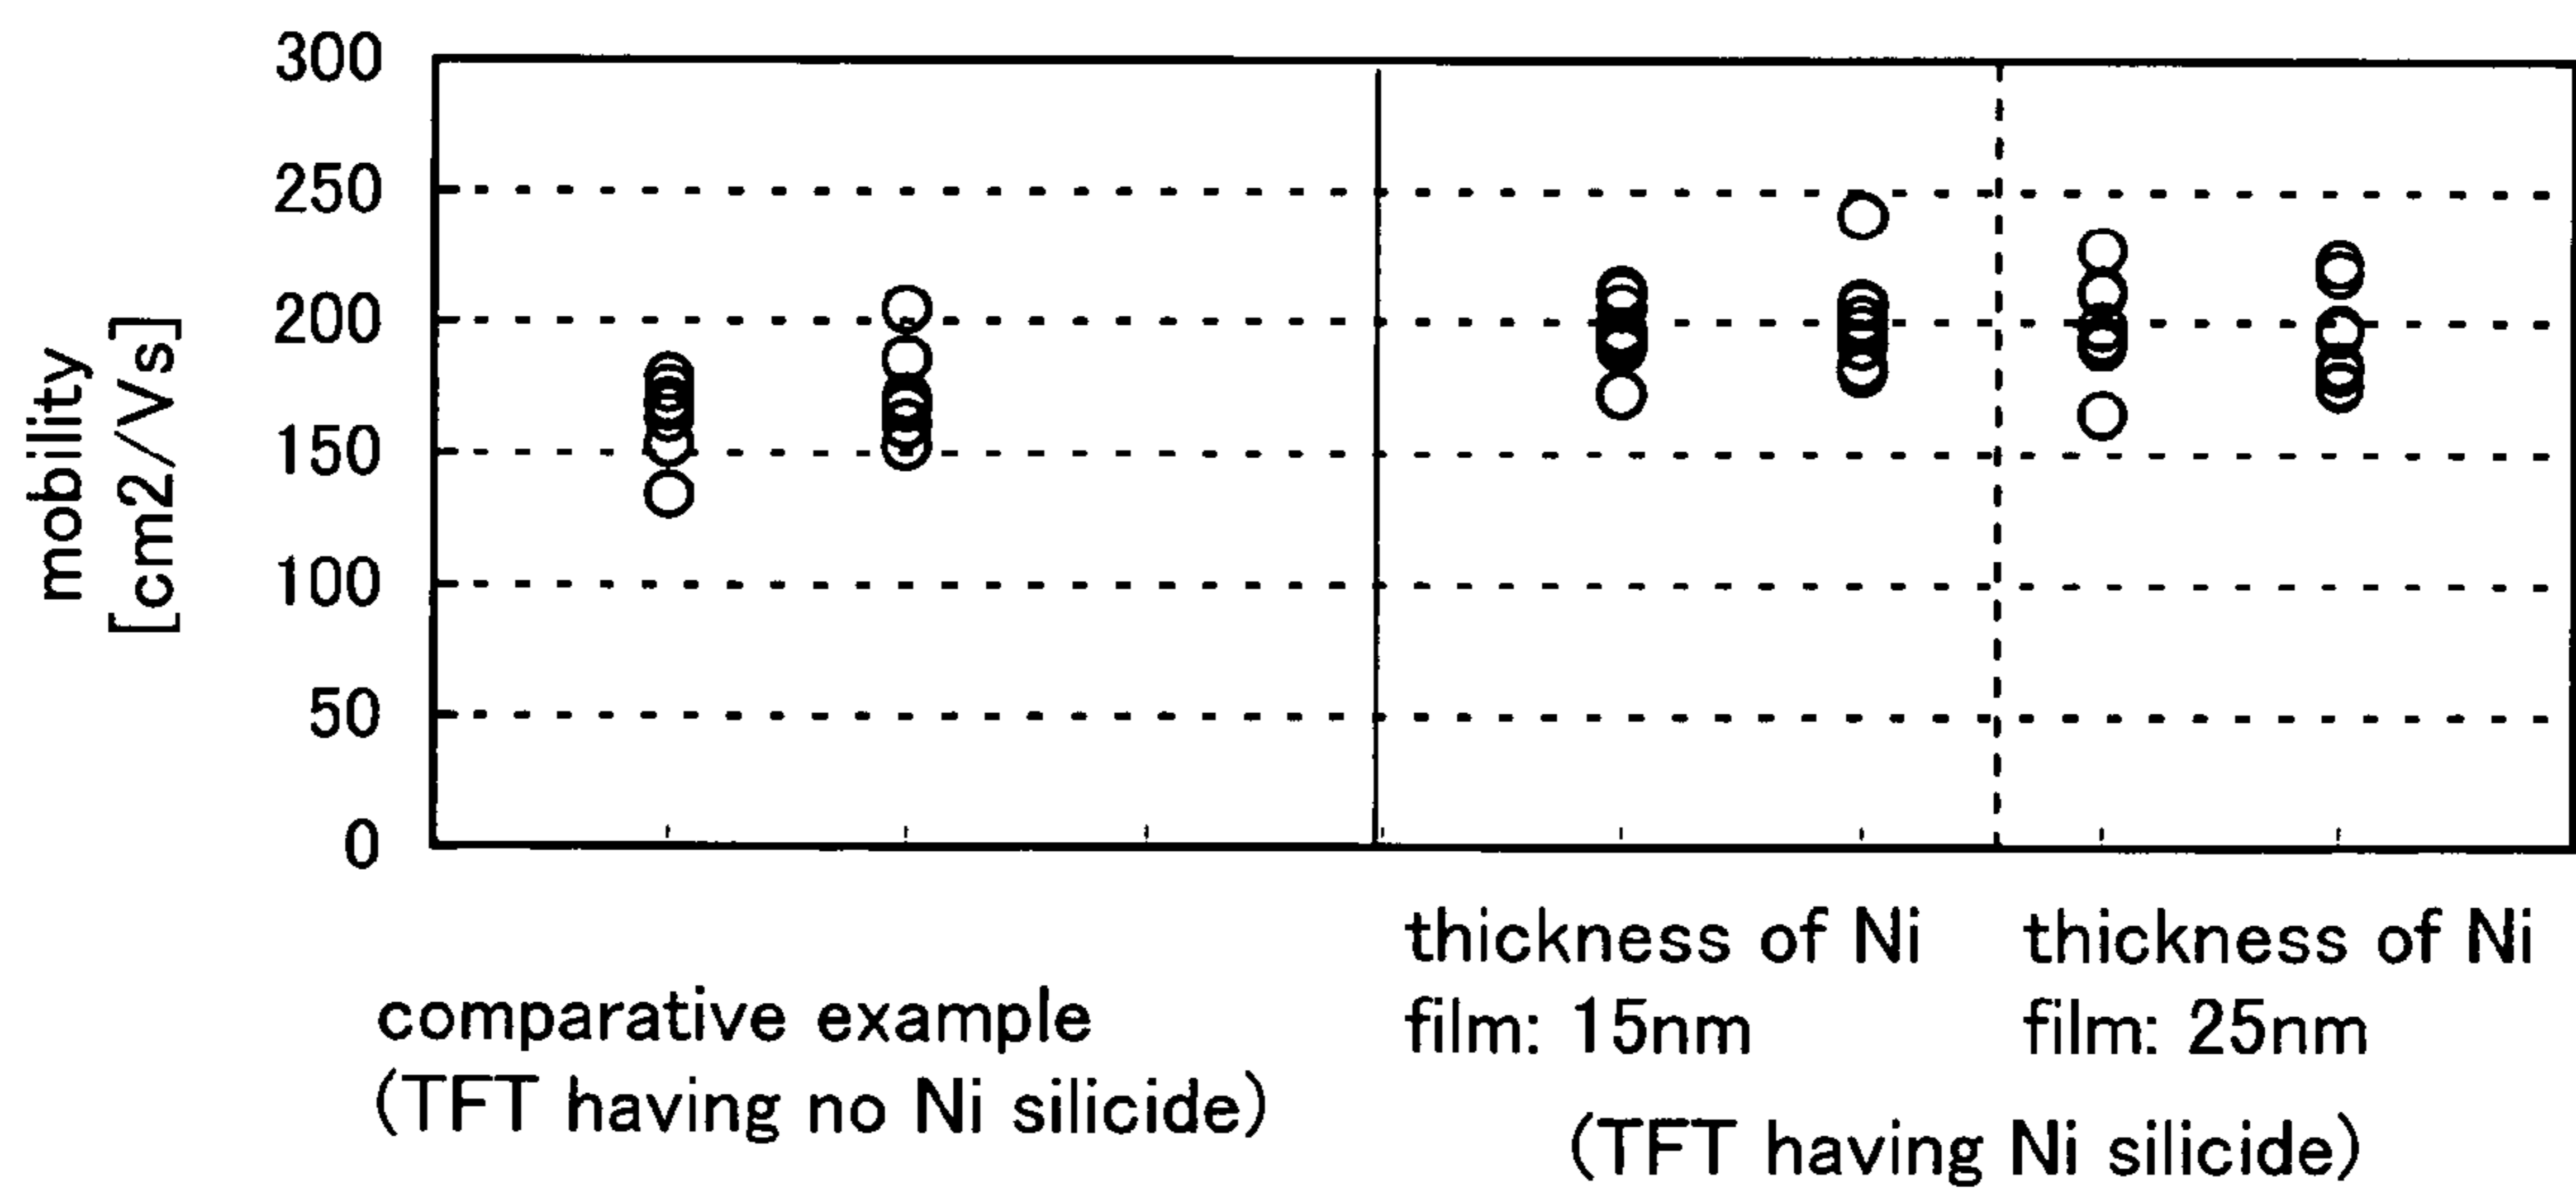 300
250
200
150
100
50
0
mobility
[cm2/Vs]
comparative example
(TFT having no Ni silicide)
thickness of Ni
film: 15nm
thickness of Ni
film: 25nm
(TFT having Ni silicide)